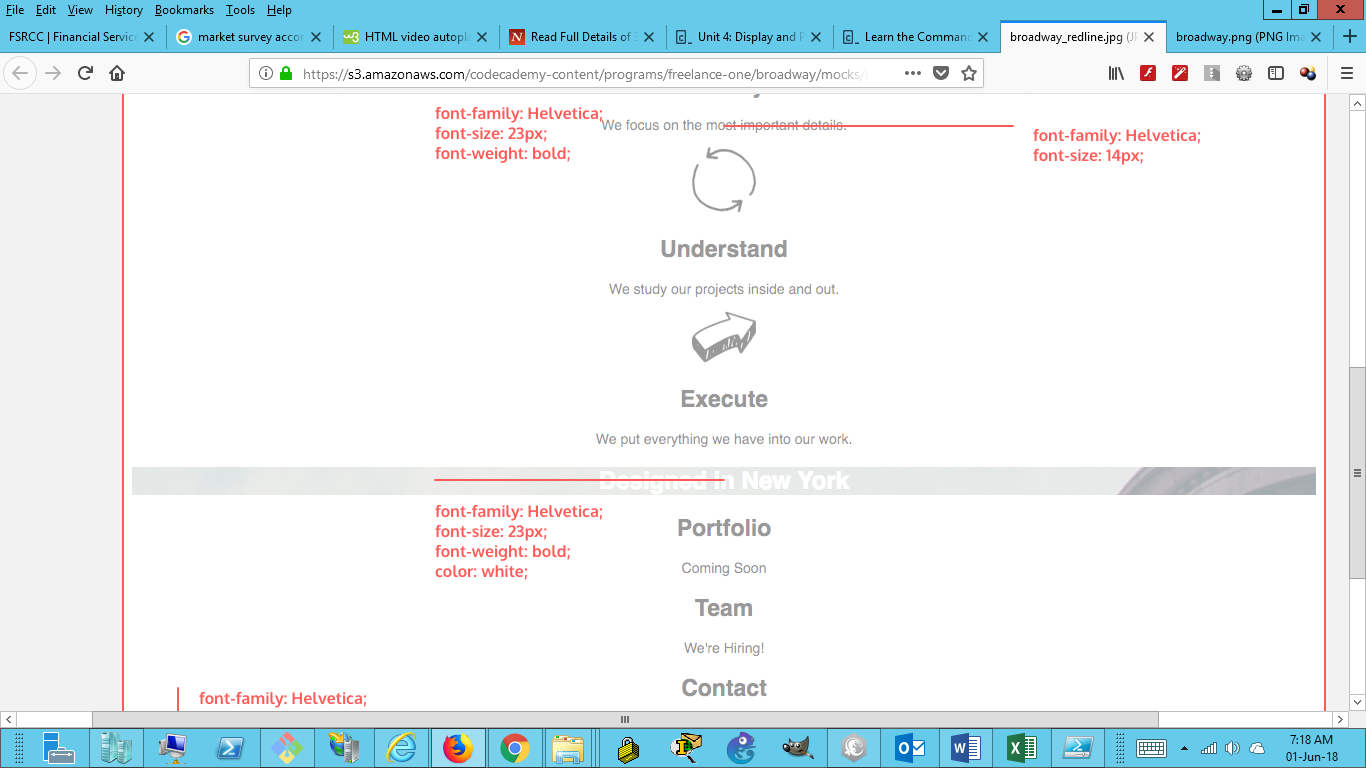 File Edit View History Bookmarks Tools Help
FSRCC | Financial Service
market survey accor
HTML video autopla
Read Full Details of
Unit 4: Display and P
Learn the Comman
broadway_redline.jpg (JP
broadway.png (PNG Ima
https://s3.amazonaws.com/codecademy-content/programs/freelance-one/broadway/mocks/
font-family: Helvetica;
font-size: 23px;
font-weight: bold;
We focus on the most important details.
font-family: Helvetica;
font-size: 14px;
Understand
We study our projects inside and out.
Execute
We put everything we have into our work.
Designed in New York
font-family: Helvetica;
font-size: 23px;
font-weight: bold;
color: white;
Portfolio
Coming Soon
Team
We're Hiring!
Contact
font-family: Helvetica;
7:18 AM
01-Jun-18